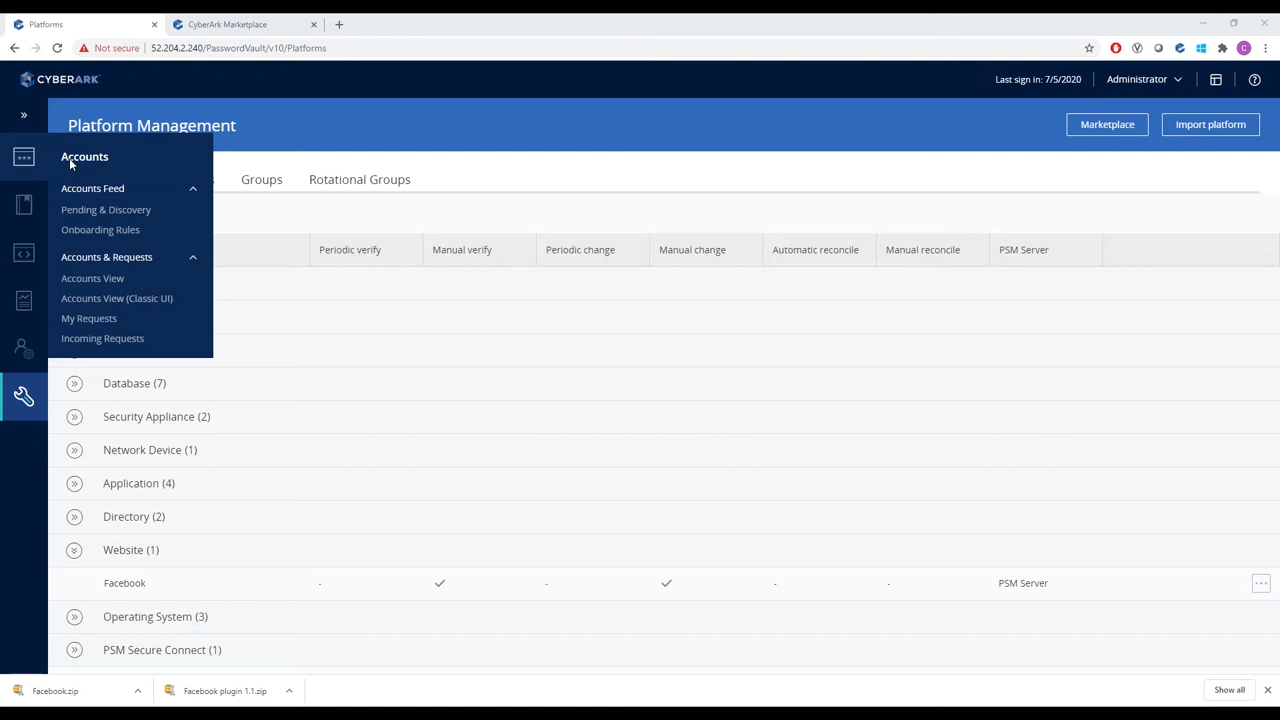 Platforms
CyberArk Marketplace
Not secure 52.204.2.240/PasswordVault/v10/Platforms
CYBERARK
Last sign in: 7/5/2020
Administrator
Platform Management
Marketplace
Import platform
Accounts
Accounts Feed
Pending & Discovery
Onboarding Rules
Accounts & Requests
Accounts View
Accounts View (Classic UI)
My Requests
Incoming Requests
Groups
Rotational Groups
Periodic verify
Manual verify
Periodic change
Manual change
Automatic reconcile
Manual reconcile
PSM Server
Database (7)
Security Appliance (2)
Network Device (1)
Application (4)
Directory (2)
Website (1)
Facebook - - - - PSM Server
Operating System (3)
PSM Secure Connect (1)
Facebook.zip
Facebook plugin 1.1.zip
Show all